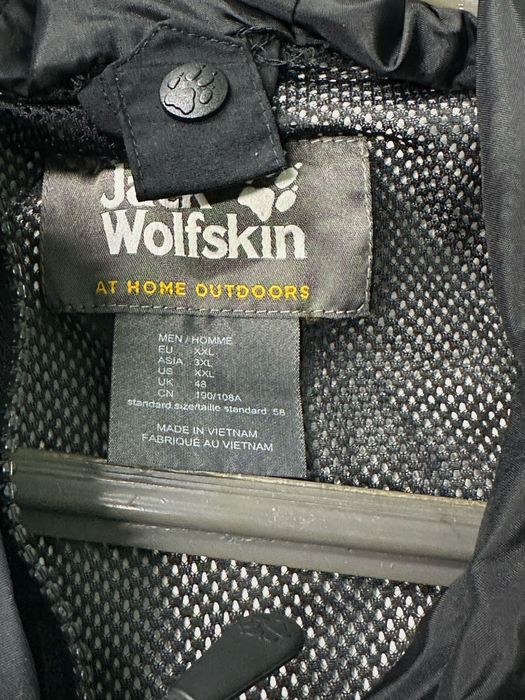 Jack
Wolfskin
AT HOME OUTDOORS
MEN / HOMME
EU XXL
ASIA 3XL
US XXL
UK 48
CN 190/108A
standard size/taille standard 58
MADE IN VIETNAM
FABRIQUÉ AU VIETNAM